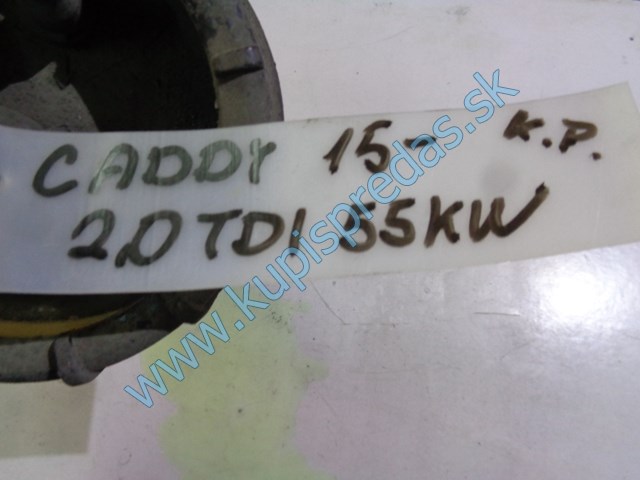 CADDY 15- K.P.
2.0 TDI 55KW
www.kupispredas.sk